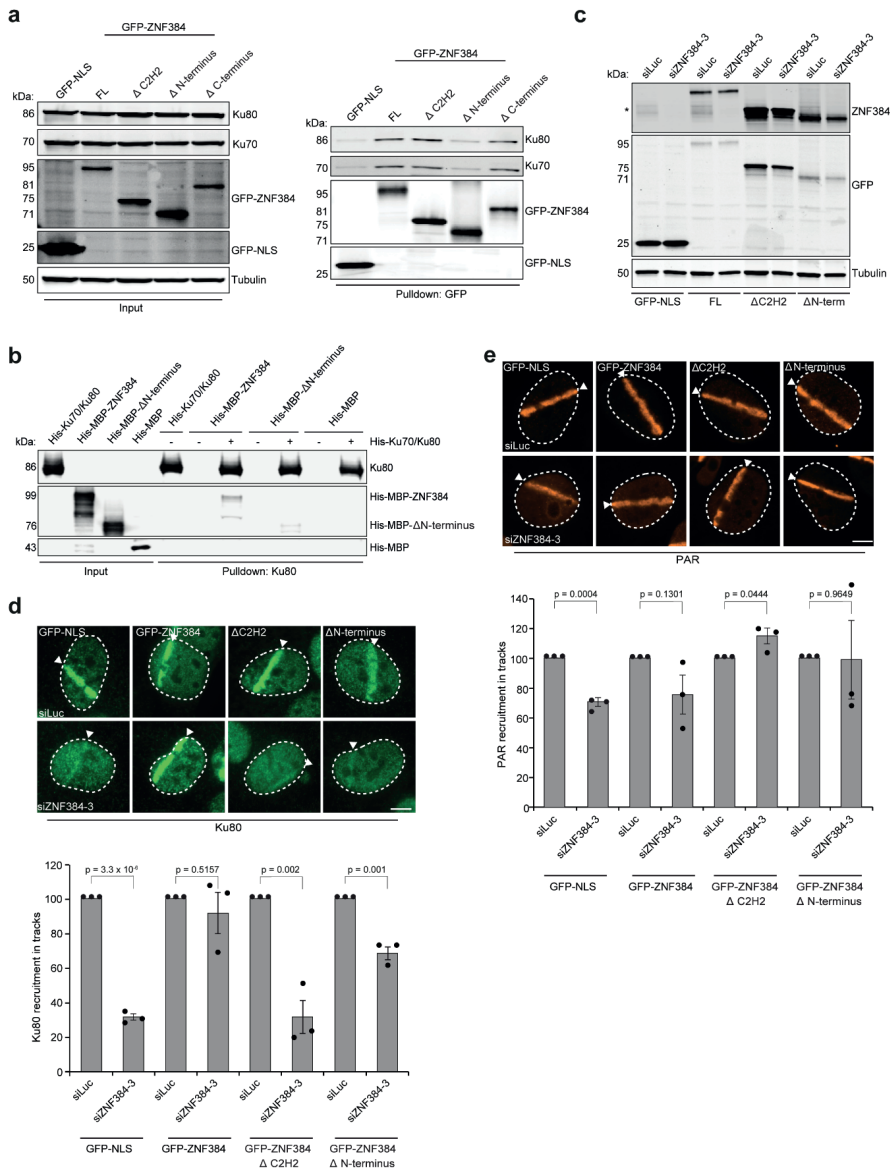 a
GFP-ZNF384
GFP-NLS
FL
Δ C2H2
Δ N-terminus
Δ C-terminus
kDa:
86
Ku80
70
Ku70
95
81
75
71
GFP-ZNF384
25
GFP-NLS
50
Tubulin
Input
GFP-ZNF384
GFP-NLS
FL
Δ C2H2
Δ N-terminus
Δ C-terminus
kDa:
86
Ku80
70
Ku70
95
81
75
71
GFP-ZNF384
25
GFP-NLS
Pulldown: GFP
c
siLuc
siZNF384-3
siLuc
siZNF384-3
siLuc
siZNF384-3
siLuc
siZNF384-3
kDa:
*
ZNF384
95
75
71
GFP
25
50
Tubulin
GFP-NLS
FL
ΔC2H2
ΔN-term
b
His-Ku70/Ku80
His-MBP-ZNF384
His-MBP-ΔN-terminus
His-MBP
His-Ku70/Ku80
His-MBP-ZNF384
His-MBP-ΔN-terminus
His-MBP
kDa:
- - + - + - + His-Ku70/Ku80
86
Ku80
99
His-MBP-ZNF384
76
His-MBP-ΔN-terminus
43
His-MBP
Input
Pulldown: Ku80
e
GFP-NLS
GFP-ZNF384
ΔC2H2
ΔN-terminus
siLuc
siZNF384-3
PAR
p = 0.0004
p = 0.1301
p = 0.0444
p = 0.9649
140
120
100
80
60
40
20
0
PAR recruitment in tracks
siLuc
siZNF384-3
siLuc
siZNF384-3
siLuc
siZNF384-3
siLuc
siZNF384-3
GFP-NLS
GFP-ZNF384
GFP-ZNF384
Δ C2H2
GFP-ZNF384
Δ N-terminus
d
GFP-NLS
GFP-ZNF384
ΔC2H2
ΔN-terminus
siLuc
siZNF384-3
Ku80
p = 3.3 x 10-6
p = 0.5157
p = 0.002
p = 0.001
120
100
80
60
40
20
0
Ku80 recruitment in tracks
siLuc
siZNF384-3
siLuc
siZNF384-3
siLuc
siZNF384-3
siLuc
siZNF384-3
GFP-NLS
GFP-ZNF384
GFP-ZNF384
Δ C2H2
GFP-ZNF384
Δ N-terminus